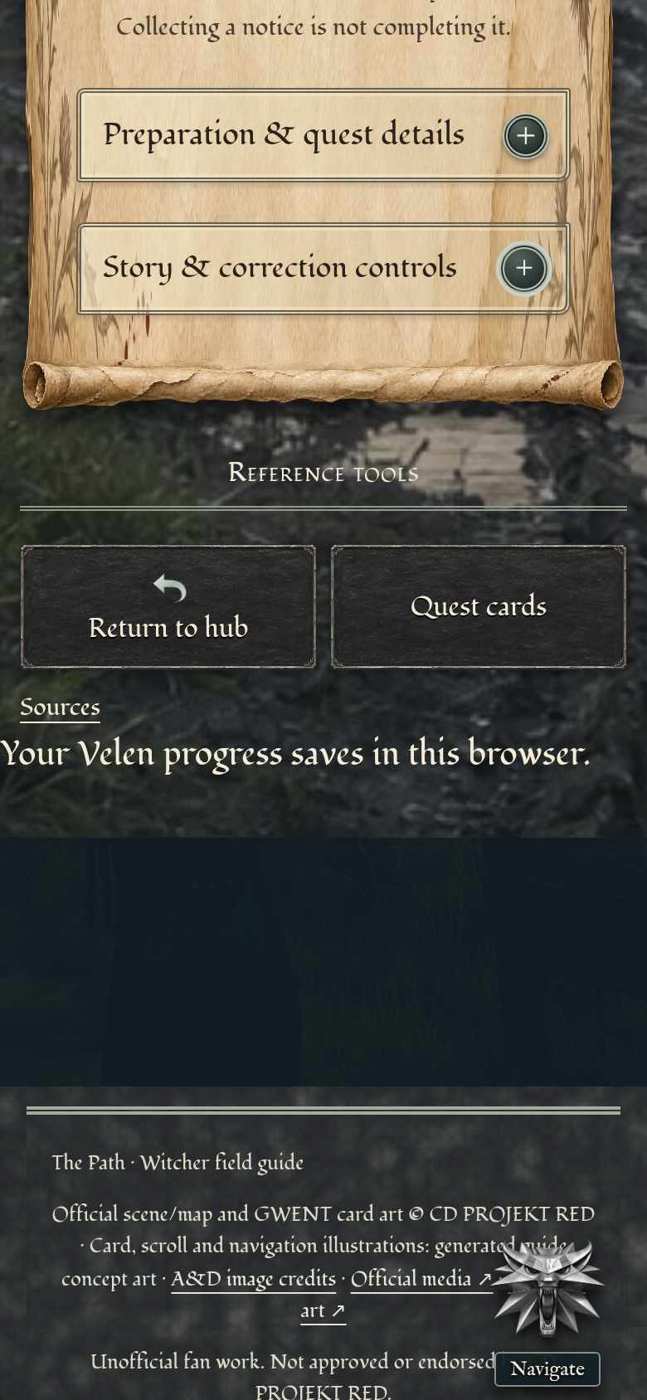 Collecting a notice is not completing it.
Preparation & quest details
Story & correction controls
Reference tools
Return to hub
Quest cards
Sources
Your Velen progress saves in this browser.
The Path · Witcher field guide
Official scene/map and GWENT card art © CD PROJEKT RED
· Card, scroll and navigation illustrations: generated guide
concept art · A&D image credits · Official media ↗
art ↗
Unofficial fan work. Not approved or endorsed
PROJEKT RED.
Navigate